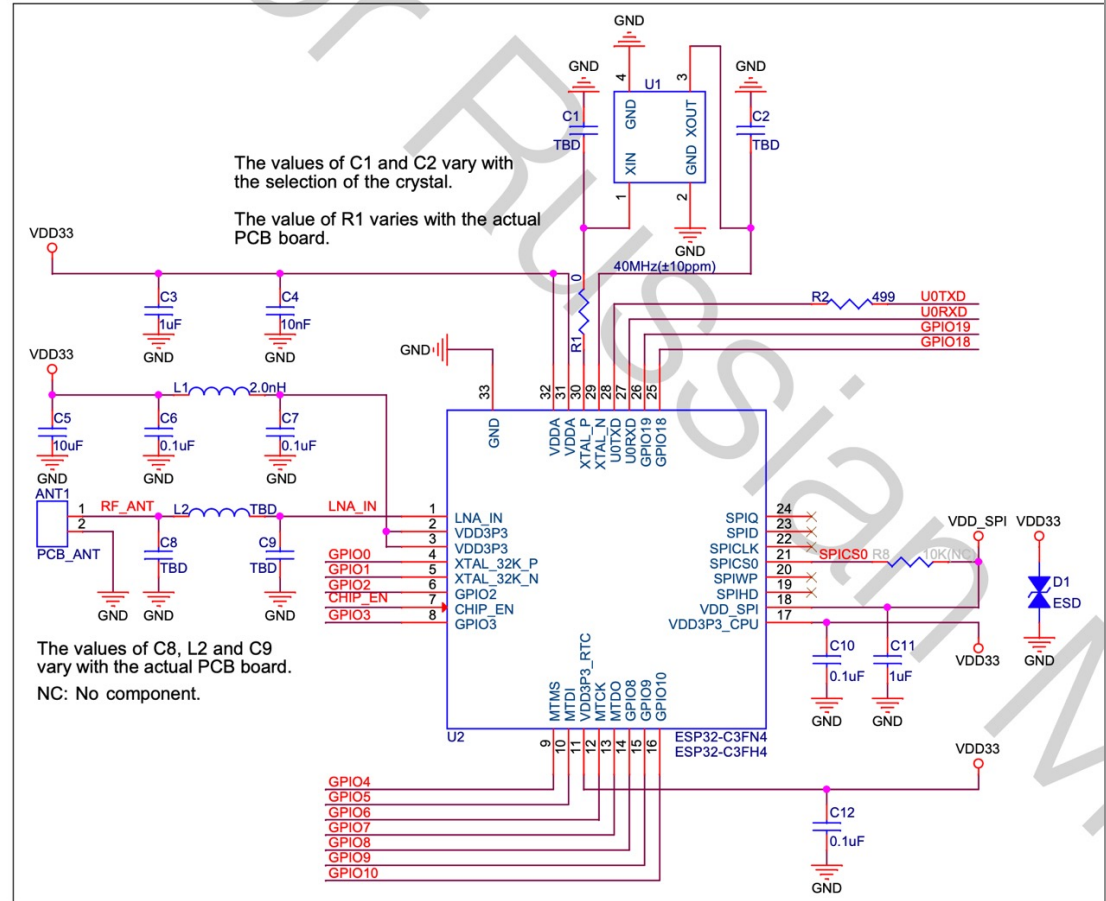 for Russian M
GND
GND
GND
4
3
U1
C1
TBD
GND
XOUT
XIN
GND
C2
TBD
1
2
GND
40MHz(±10ppm)
The values of C1 and C2 vary with
the selection of the crystal.
The value of R1 varies with the actual
PCB board.
VDD33
C3
1uF
GND
C4
10nF
GND
R1
0
R2
499
U0TXD
U0RXD
GPIO19
GPIO18
GND
VDD33
L1
2.0nH
C5
10uF
GND
C6
0.1uF
GND
C7
0.1uF
GND
33
32
31
30
29
28
27
26
25
GND
VDDA
VDDA
XTAL_P
XTAL_N
U0TXD
U0RXD
GPIO19
GPIO18
ANT1
1
2
PCB_ANT
RF_ANT
L2
TBD
LNA_IN
C8
TBD
C9
TBD
GND
GND
GND
GPIO0
GPIO1
GPIO2
CHIP_EN
GPIO3
1
2
3
4
5
6
7
8
LNA_IN
VDD3P3
VDD3P3
XTAL_32K_P
XTAL_32K_N
GPIO2
CHIP_EN
GPIO3
SPIQ
SPID
SPICLK
SPICS0
SPIWP
SPIHD
VDD_SPI
VDD3P3_CPU
24
23
22
21
20
19
18
17
SPICS0
R8
10K(NC)
VDD_SPI
VDD33
D1
ESD
GND
C10
0.1uF
GND
C11
1uF
GND
VDD33
The values of C8, L2 and C9
vary with the actual PCB board.
NC: No component.
MTMS
MTDI
VDD3P3_RTC
MTCK
MTDO
GPIO8
GPIO9
GPIO10
U2
ESP32-C3FN4
ESP32-C3FH4
9
10
11
12
13
14
15
16
GPIO4
GPIO5
GPIO6
GPIO7
GPIO8
GPIO9
GPIO10
VDD33
C12
0.1uF
GND